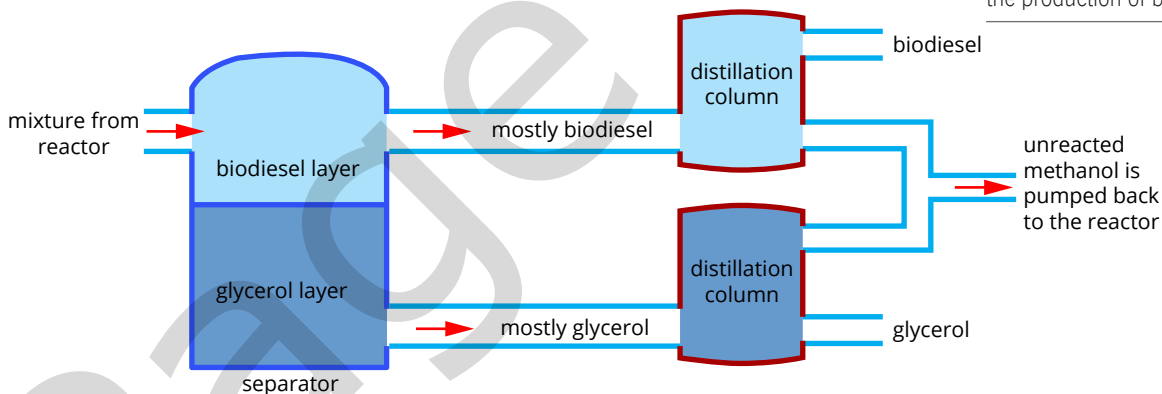 the production of b
biodiesel
distillation
column
mixture from
reactor
mostly biodiesel
biodiesel layer
unreacted
methanol is
pumped back
to the reactor
distillation
column
glycerol layer
mostly glycerol
glycerol
separator
age